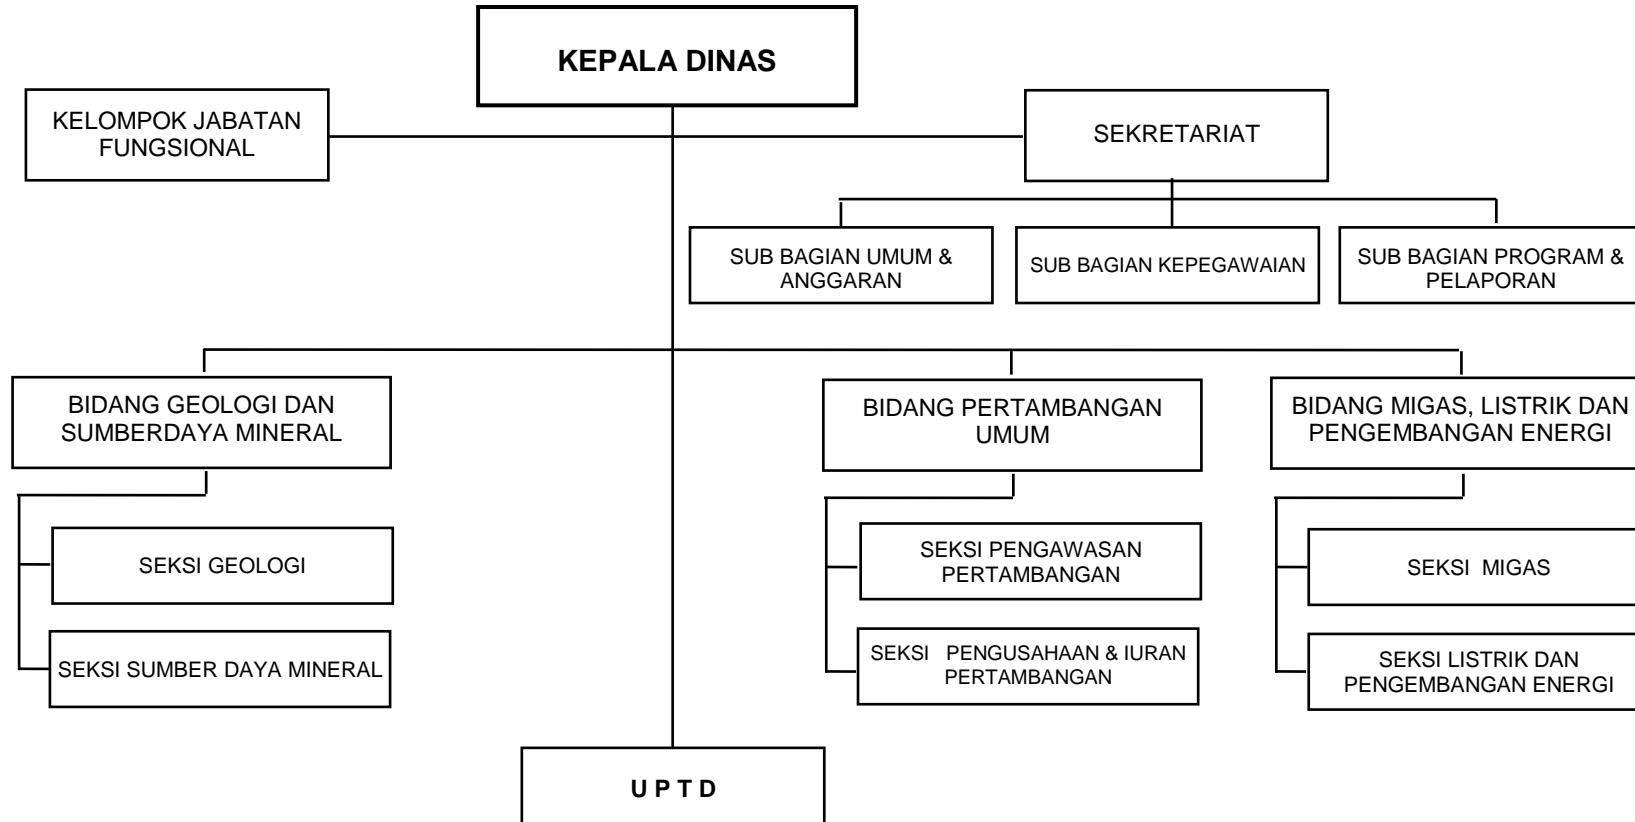 KEPALA DINAS
KELOMPOK JABATAN
FUNGSIONAL
SEKRETARIAT
SUB BAGIAN UMUM &
ANGGARAN
SUB BAGIAN KEPEGAWAIAN
SUB BAGIAN PROGRAM &
PELAPORAN
BIDANG GEOLOGI DAN
SUMBERDAYA MINERAL
BIDANG PERTAMBANGAN
UMUM
BIDANG MIGAS, LISTRIK DAN
PENGEMBANGAN ENERGI
SEKSI GEOLOGI
SEKSI PENGAWASAN
PERTAMBANGAN
SEKSI  MIGAS
SEKSI SUMBER DAYA MINERAL
SEKSI   PENGUSAHAAN & IURAN
PERTAMBANGAN
SEKSI LISTRIK DAN
PENGEMBANGAN ENERGI
U P T D